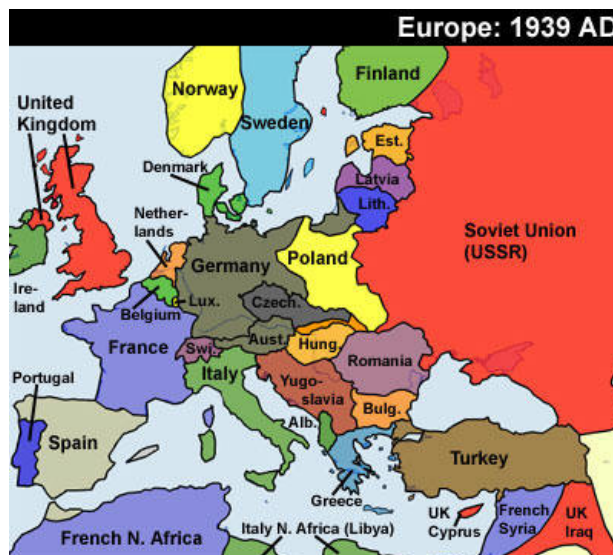 Europe: 1939 AD
Finland
Norway
United
Kingdom
Sweden
Est.
Denmark
Latvia
Lith.
Nether-
lands
Soviet Union
(USSR)
Poland
Germany
Ire-
land
Lux.
Czech.
Belgium
Aust.
Hung.
France
Swi.
Romania
Italy
Portugal
Yugo-
slavia
Bulg.
Alb.
Spain
Turkey
Greece
UK
Cyprus
French
Syria
UK
Iraq
French N. Africa
Italy N. Africa (Libya)